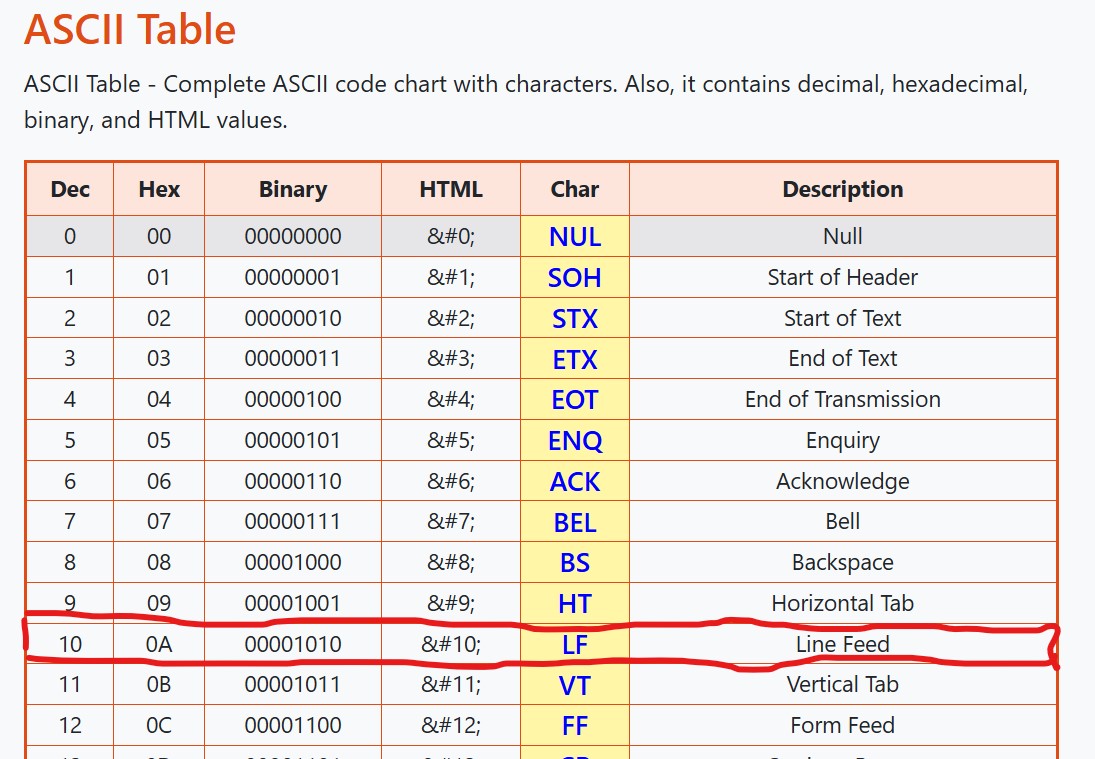 ASCII Table
ASCII Table - Complete ASCII code chart with characters. Also, it contains decimal, hexadecimal,
binary, and HTML values.
Dec Hex Binary HTML Char Description
0 00 00000000 &#0; NUL Null
1 01 00000001 &#1; SOH Start of Header
2 02 00000010 &#2; STX Start of Text
3 03 00000011 &#3; ETX End of Text
4 04 00000100 &#4; EOT End of Transmission
5 05 00000101 &#5; ENQ Enquiry
6 06 00000110 &#6; ACK Acknowledge
7 07 00000111 &#7; BEL Bell
8 08 00001000 &#8; BS Backspace
9 09 00001001 &#9; HT Horizontal Tab
10 0A 00001010 &#10; LF Line Feed
11 0B 00001011 &#11; VT Vertical Tab
12 0C 00001100 &#12; FF Form Feed